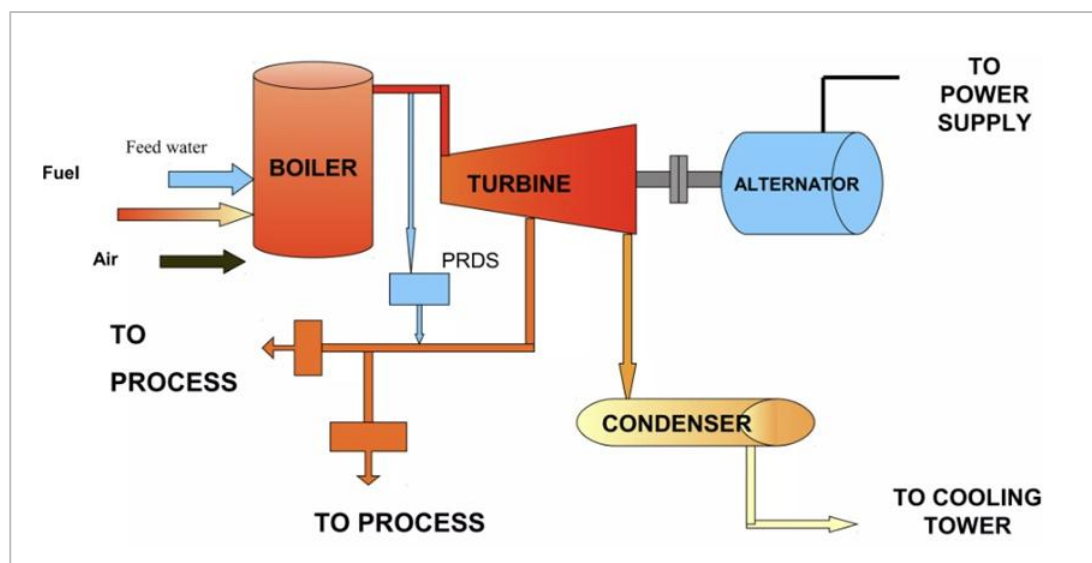 TO
POWER
SUPPLY
Feed water
Fuel
BOILER
TURBINE
ALTERNATOR
Air
PRDS
TO
PROCESS
CONDENSER
TO PROCESS
TO COOLING
TOWER